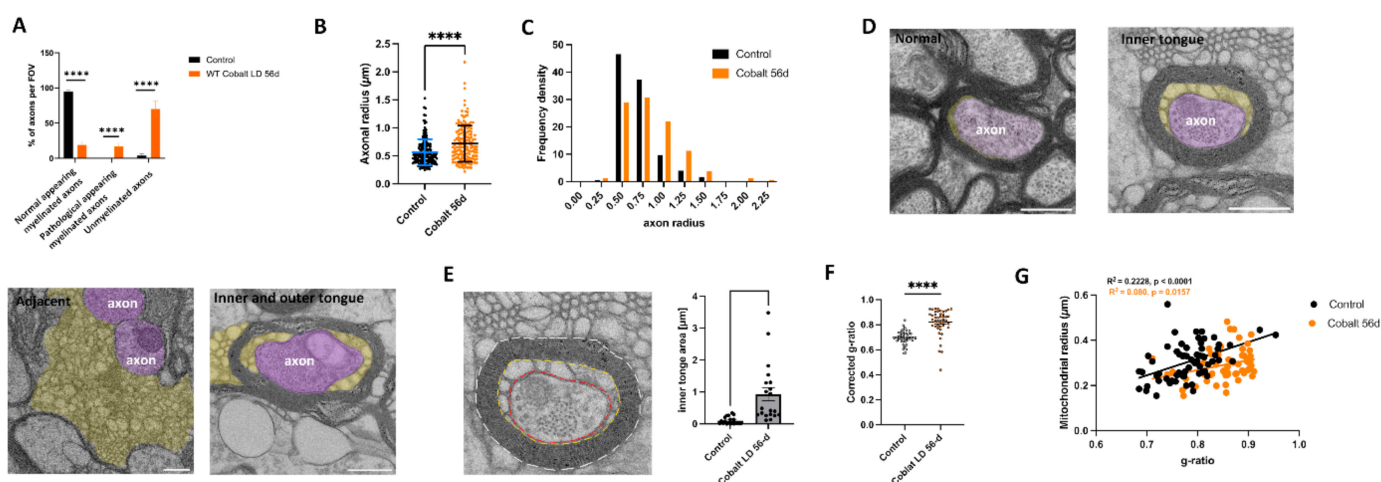 A
Control
WT Cobalt LD 56d
% of axons per FOV
150
100
50
0
****
****
****
Normal appearing
myelinated axons
Pathological appearing
myelinated axons
Unmyelinated axons
B
****
Axonal radius (µm)
2.5
2.0
1.5
1.0
0.5
0.0
Control
Cobalt 56d
C
Control
Cobalt 56d
Frequency density
50
40
30
20
10
0
0.00
0.25
0.50
0.75
1.00
1.25
1.50
1.75
2.00
2.25
axon radius
D
Normal
axon
Inner tongue
axon
Adjacent
axon
axon
Inner and outer tongue
axon
E
inner tonge area [µm]
4
3
2
1
0
Control
Cobalt LD 56-d
F
****
Corrected g-ratio
1.0
0.8
0.6
0.4
0.2
0.0
Control
Coblat LD 56d
G
R² = 0.2228, p < 0.0001
R² = 0.080, p = 0.0157
Control
Cobalt 56d
Mitochondrial radius (µm)
0.6
0.4
0.2
0.0
0.6
0.7
0.8
0.9
1.0
g-ratio